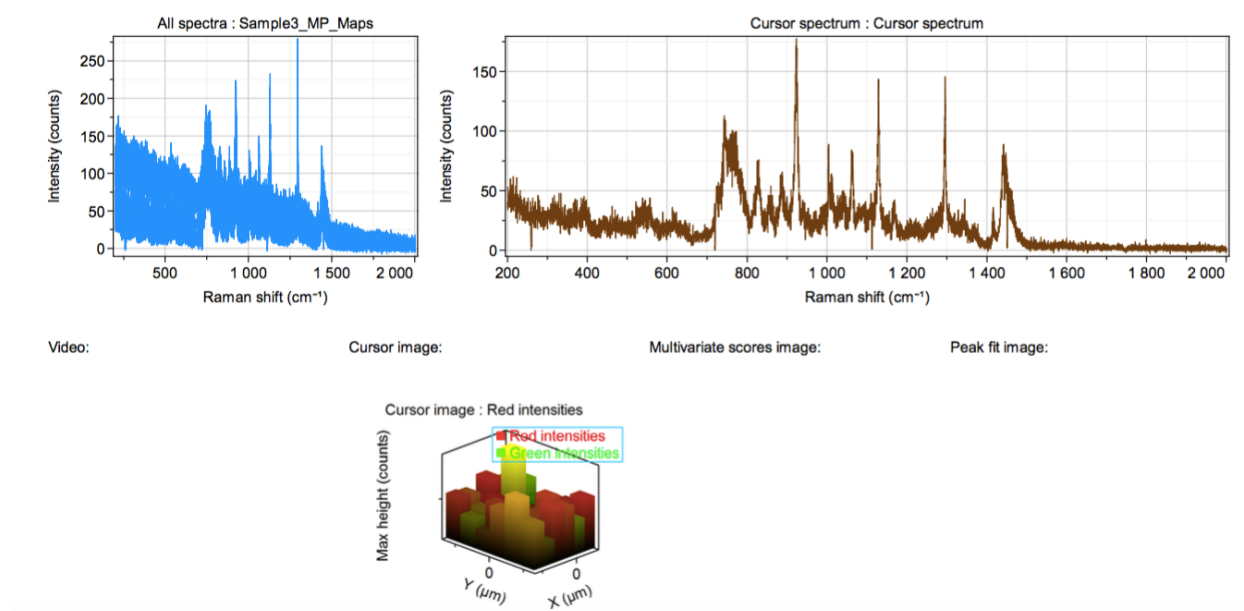 All spectra : Sample3_MP_Maps
Intensity (counts)
250
200
150
100
50
0
500
1 000
1 500
2 000
Raman shift (cm⁻¹)
Cursor spectrum : Cursor spectrum
Intensity (counts)
150
100
50
0
200
400
600
800
1 000
1 200
1 400
1 600
1 800
2 000
Raman shift (cm⁻¹)
Video:
Cursor image:
Multivariate scores image:
Peak fit image:
Cursor image : Red intensities
Red intensities
Green intensities
Max height (counts)
0
Y (µm)
0
X (µm)